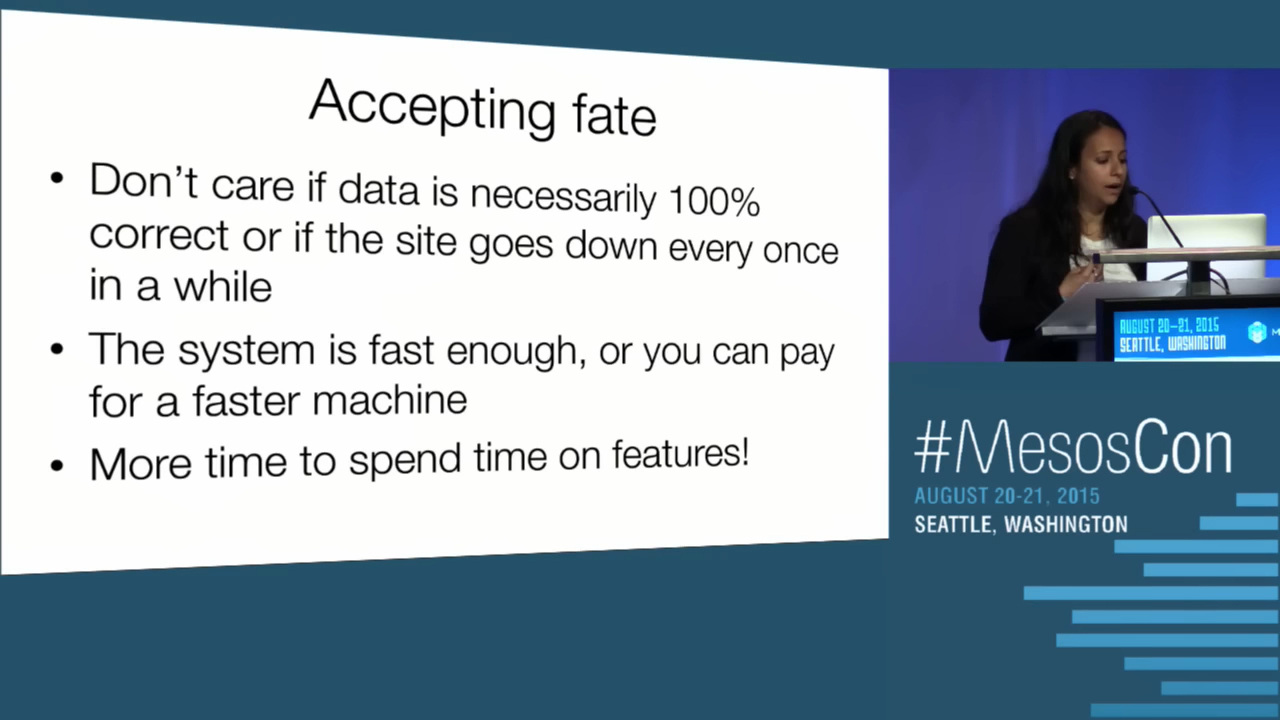 Accepting fate
• Don't care if data is necessarily 100%
correct or if the site goes down every once
in a while
• The system is fast enough, or you can pay
for a faster machine
• More time to spend time on features!
AUGUST 20–21, 2015
SEATTLE, WASHINGTON
M
#MesosCon
AUGUST 20-21, 2015
SEATTLE, WASHINGTON